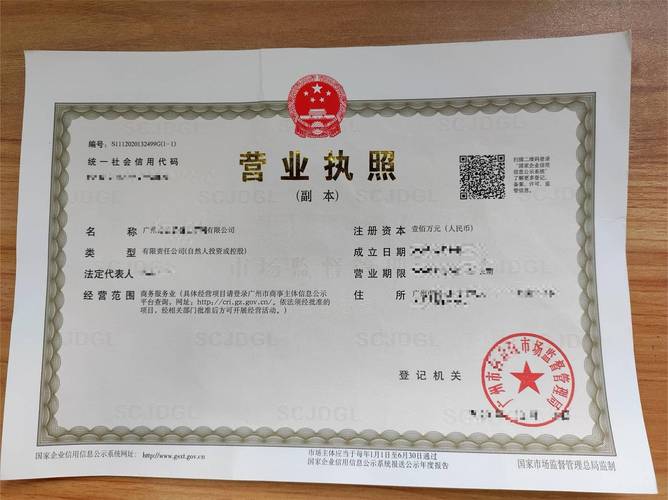 编号: S1112020132499G(1-1)
统一社会信用代码
营业执照
(副 本)
扫描二维码登录
“国家企业信用
信息公示系统”
了解更多登记、
备案、许可、监
管信息。
名 称 广州 有限公司
类 型 有限责任公司(自然人投资或控股)
法定代表人
经营范围 商务服务业(具体经营项目请登录广州市商事主体信息公示
平台查询,网址:http://cri.gz.gov.cn/。依法须经批准的
项目,经相关部门批准后方可开展经营活动。)
注册资本 壹佰万元(人民币)
成立日期
营业期限
住 所 广州
登记机关
广州市 市场监督管理局
SCJDGL
国家企业信用信息公示系统网址: http://www.gsxt.gov.cn
市场主体应当于每年1月1日至6月30日通过
国家企业信用信息公示系统报送公示年度报告
国家市场监督管理总局监制